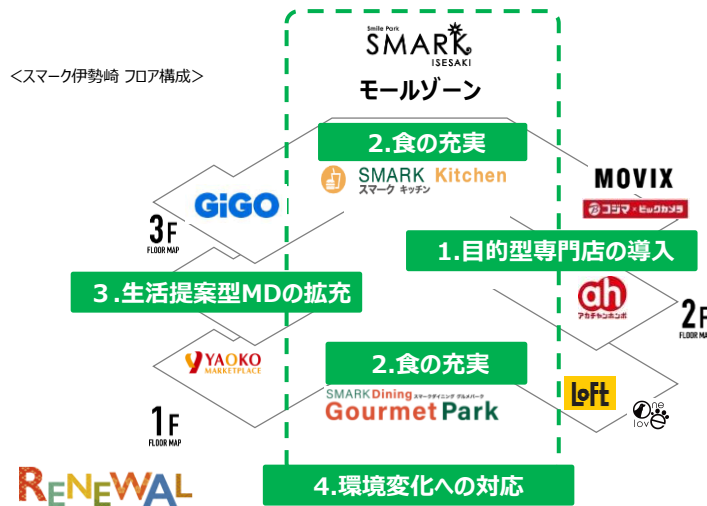 Smile Park
SMARK
ISESAKI
<スマーク伊勢崎 フロア構成>
モールゾーン
2.食の充実
SMARK Kitchen
スマーク キッチン
GiGO
MOVIX
コジマ×ビックカメラ
3F
FLOOR MAP
1.目的型専門店の導入
3.生活提案型MDの拡充
ah
アカチャンホンポ
2F
FLOOR MA
YAOKO
MARKETPLACE
2.食の充実
SMARK Dining スマークダイニング グルメパーク
Gourmet Park
LOFT
One love
1F
FLOOR MAP
RENEWAL
4.環境変化への対応